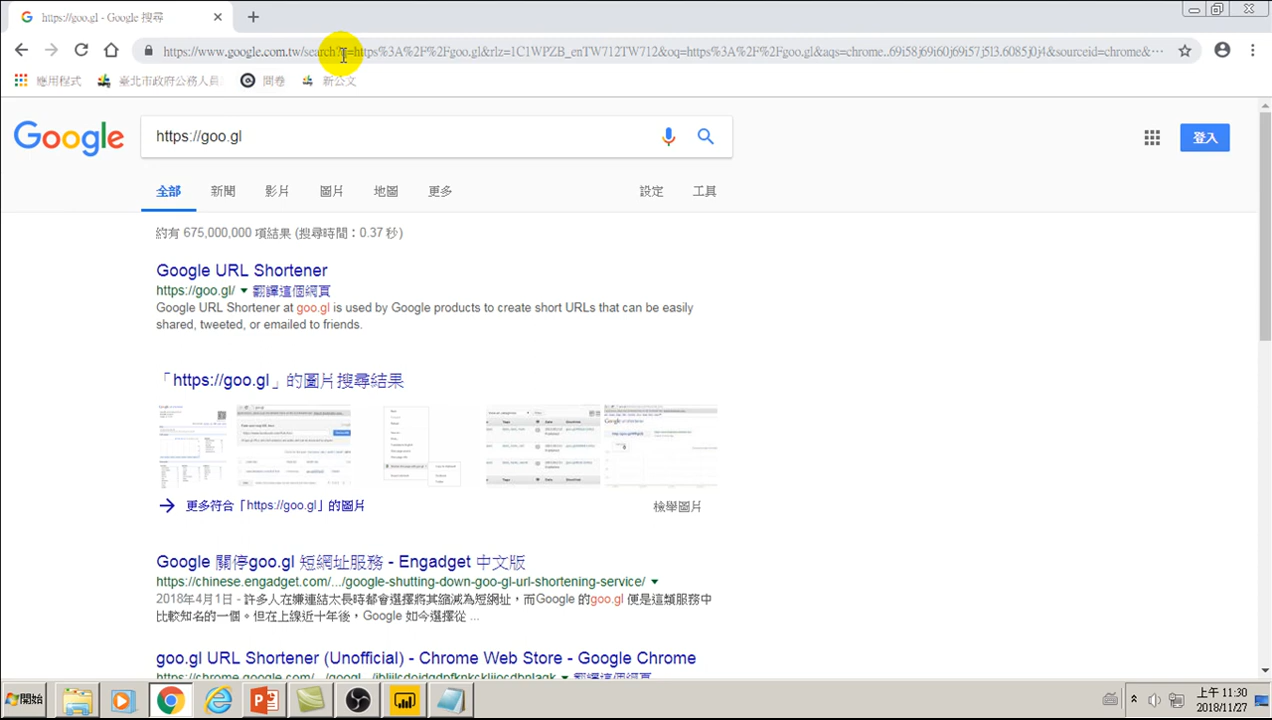 https://goo.gl - Google 搜尋
https://www.google.com.tw/search?q=https%3A%2F%2Fgoo.gl&rlz=1C1WPZB_enTW712TW712&oq=https%3A%2F%2Fgoo.gl&aqs=chrome..69i58j69i60j69i57j5l3.6085j0j4&sourceid=chrome&...
應用程式 臺北市政府公務人員 問卷 新公文
Google https://goo.gl 登入
全部 新聞 影片 圖片 地圖 更多 設定 工具
約有 675,000,000 項結果 (搜尋時間:0.37 秒)
Google URL Shortener
https://goo.gl/ 翻譯這個網頁
Google URL Shortener at goo.gl is used by Google products to create short URLs that can be easily
shared, tweeted, or emailed to friends.
「https://goo.gl」的圖片搜尋結果
更多符合「https://goo.gl」的圖片 檢舉圖片
Google 關停goo.gl 短網址服務 - Engadget 中文版
https://chinese.engadget.com/.../google-shutting-down-goo-gl-url-shortening-service/
2018年4月1日 - 許多人在嫌連結太長時都會選擇將其縮減為短網址,而Google 的goo.gl 便是這類服務中
比較知名的一個。但在上線近十年後,Google 如今選擇從 ...
goo.gl URL Shortener (Unofficial) - Chrome Web Store - Google Chrome
翻譯這個網頁
開始 上午 11:30
2018/11/27